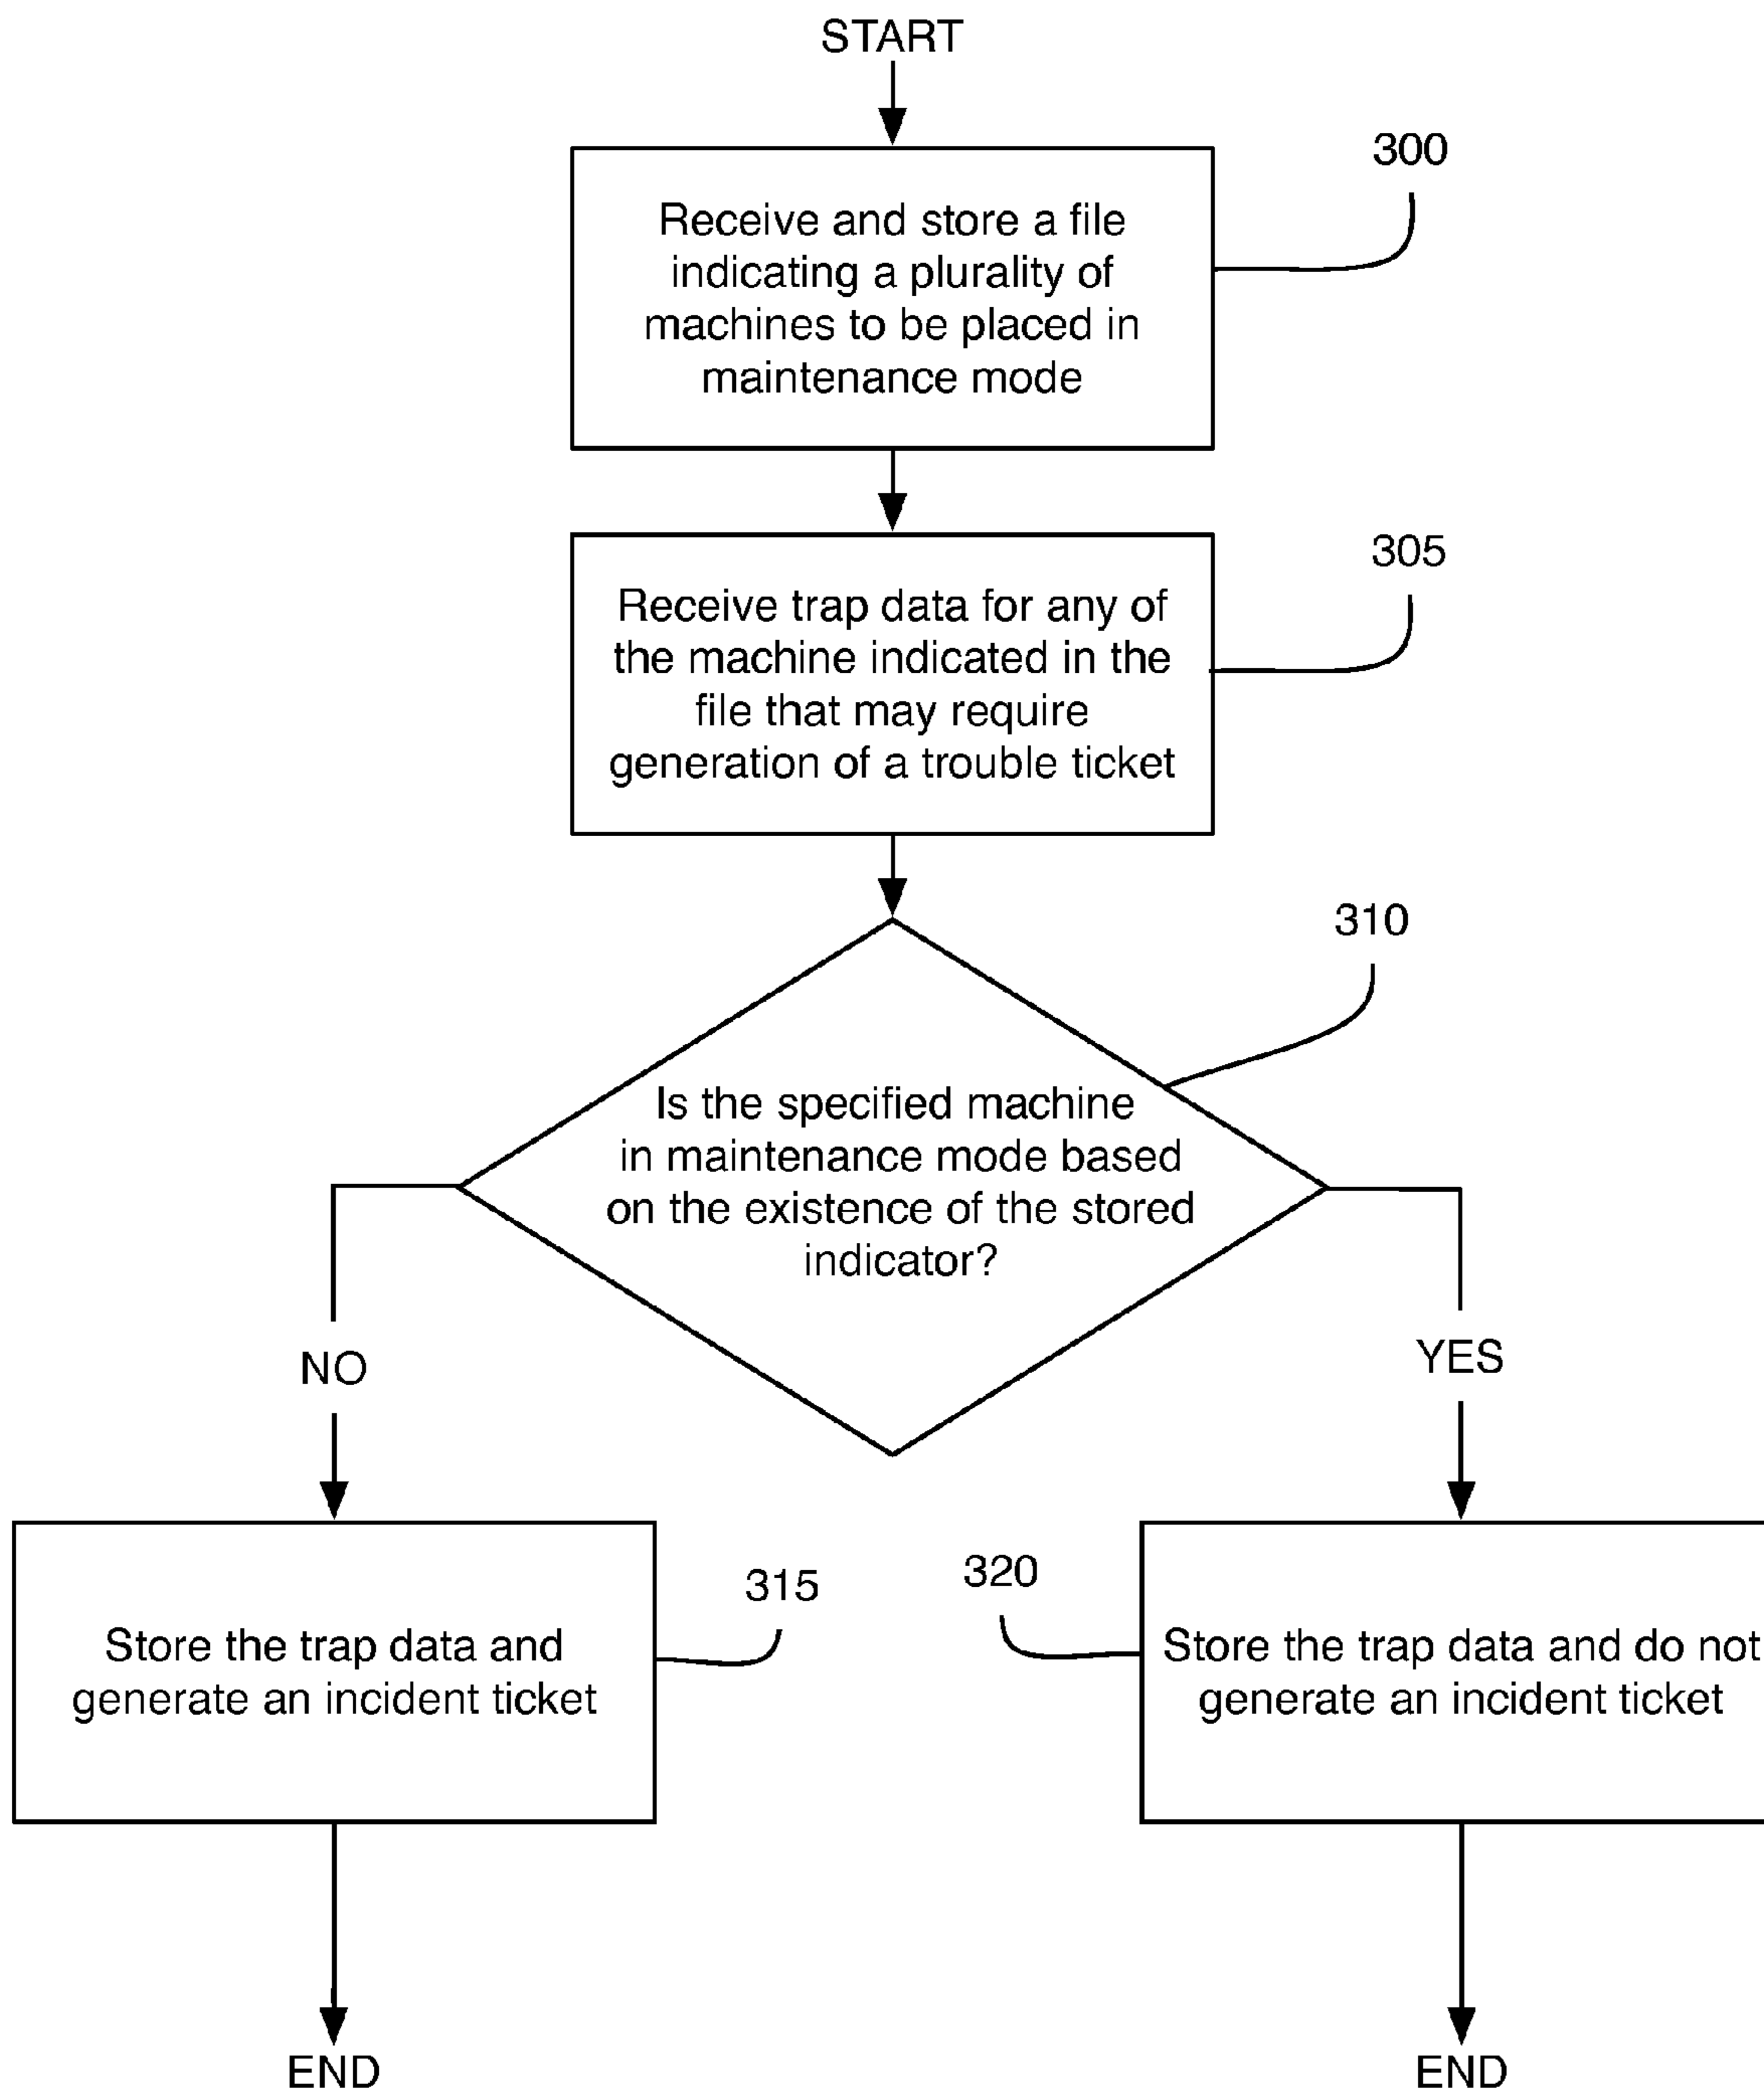 START
300
Receive and store a file
indicating a plurality of
machines to be placed in
maintenance mode
305
Receive trap data for any of
the machine indicated in the
file that may require
generation of a trouble ticket
310
Is the specified machine
in maintenance mode based
on the existence of the stored
indicator?
NO
YES
315
320
Store the trap data and
generate an incident ticket
Store the trap data and do not
generate an incident ticket
END
END